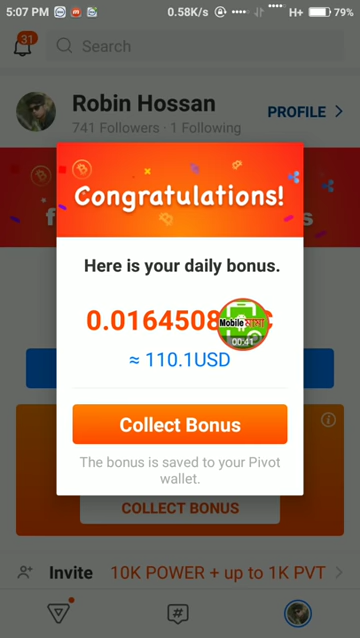 5:07 PM
0.58K/s
H+
79%
31
Search
Robin Hossan
741 Followers · 1 Following
PROFILE
Congratulations!
Here is your daily bonus.
0.0164508
Mobile মামা
00:41
≈ 110.1USD
Collect Bonus
The bonus is saved to your Pivot
wallet.
COLLECT BONUS
Invite
10K POWER + up to 1K PVT